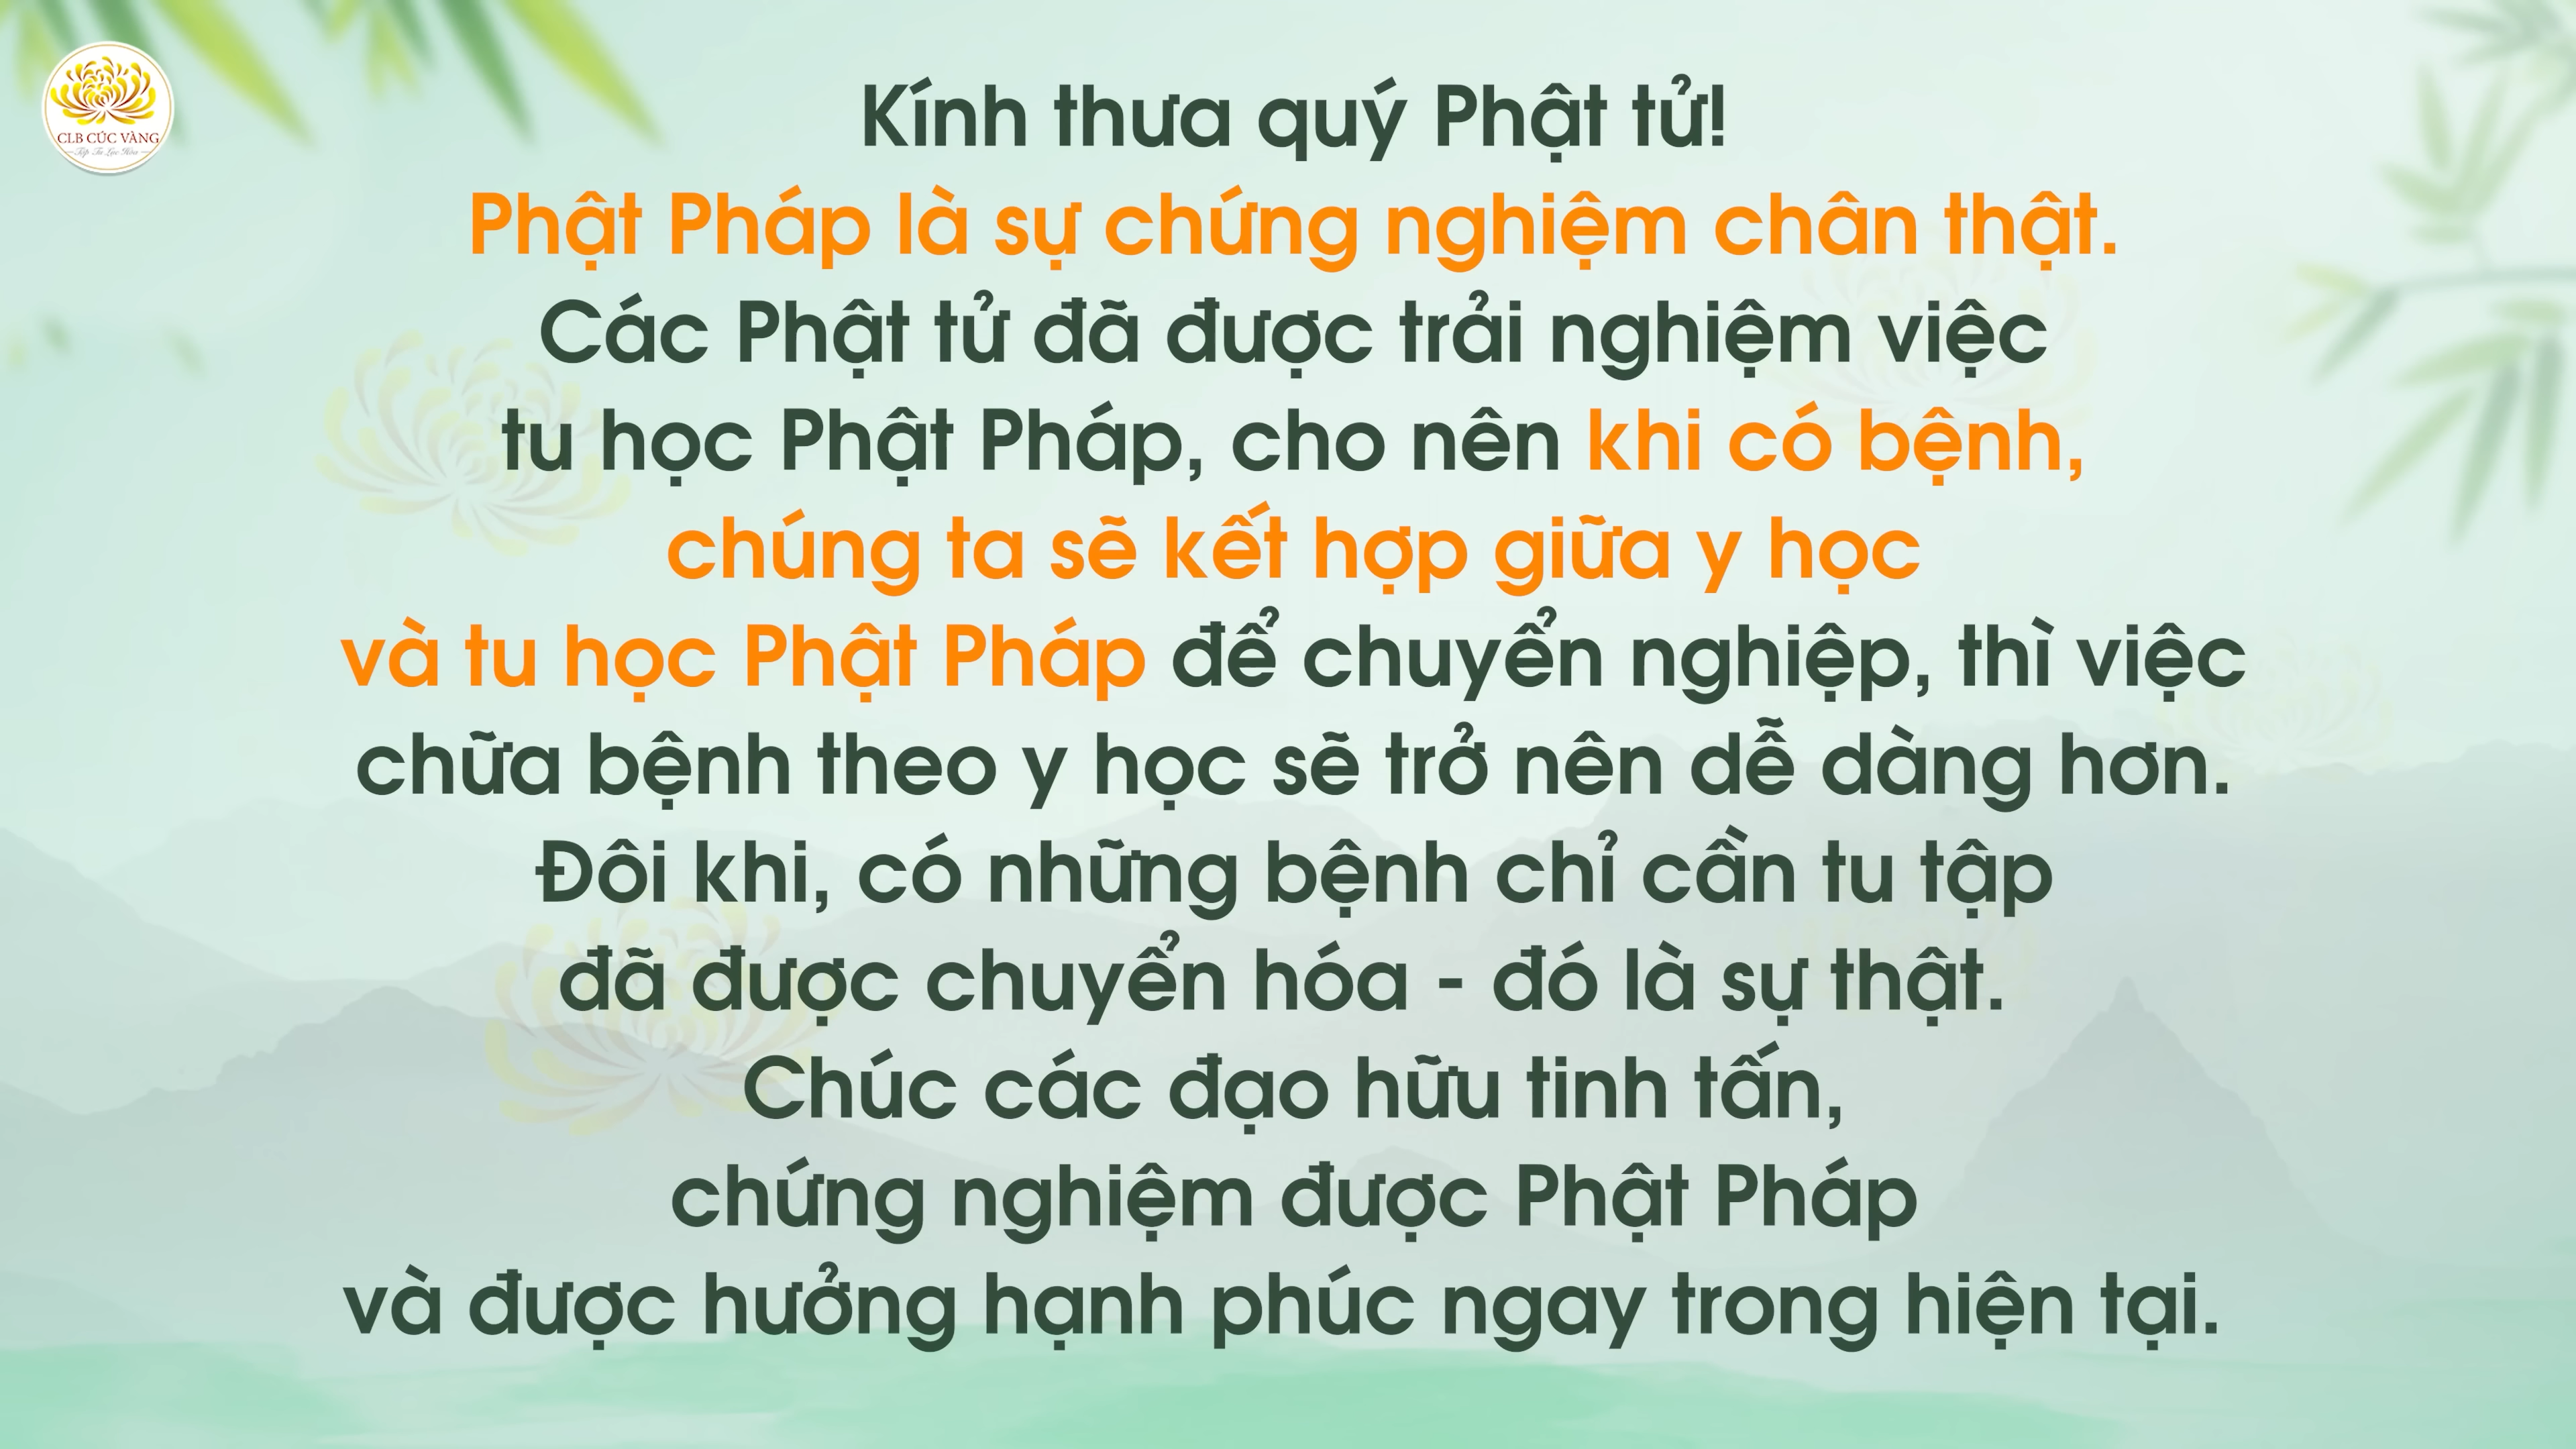 CLB CÚC VÀNG
Tập Tu Lục Hòa
Kính thưa quý Phật tử!
Phật Pháp là sự chứng nghiệm chân thật.
Các Phật tử đã được trải nghiệm việc
tu học Phật Pháp, cho nên khi có bệnh,
chúng ta sẽ kết hợp giữa y học
và tu học Phật Pháp để chuyển nghiệp, thì việc
chữa bệnh theo y học sẽ trở nên dễ dàng hơn.
Đôi khi, có những bệnh chỉ cần tu tập
đã được chuyển hóa - đó là sự thật.
Chúc các đạo hữu tinh tấn,
chứng nghiệm được Phật Pháp
và được hưởng hạnh phúc ngay trong hiện tại.